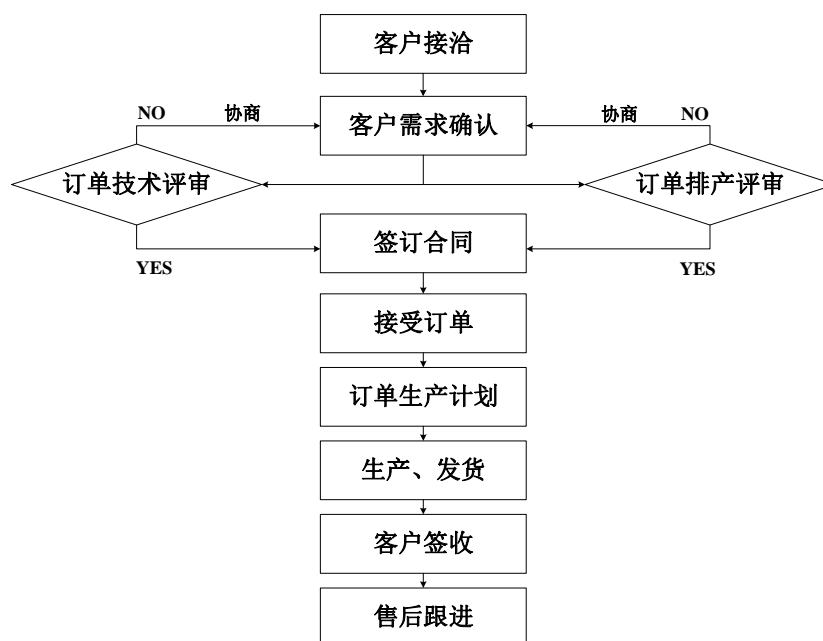 客户接洽
NO
协商
客户需求确认
协商
NO
订单技术评审
订单排产评审
签订合同
YES
YES
接受订单
订单生产计划
生产、发货
客户签收
售后跟进